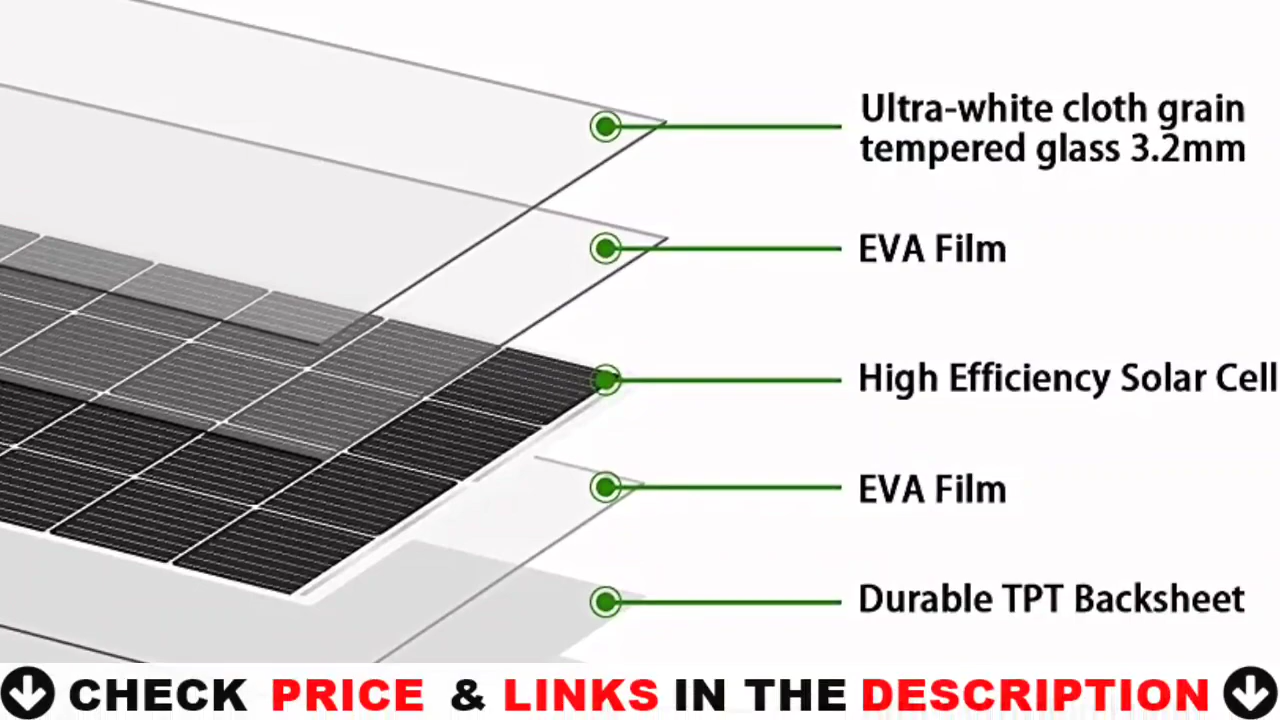 Ultra-white cloth grain
tempered glass 3.2mm
EVA Film
High Efficiency Solar Cell
EVA Film
Durable TPT Backsheet
CHECK PRICE & LINKS IN THE DESCRIPTION